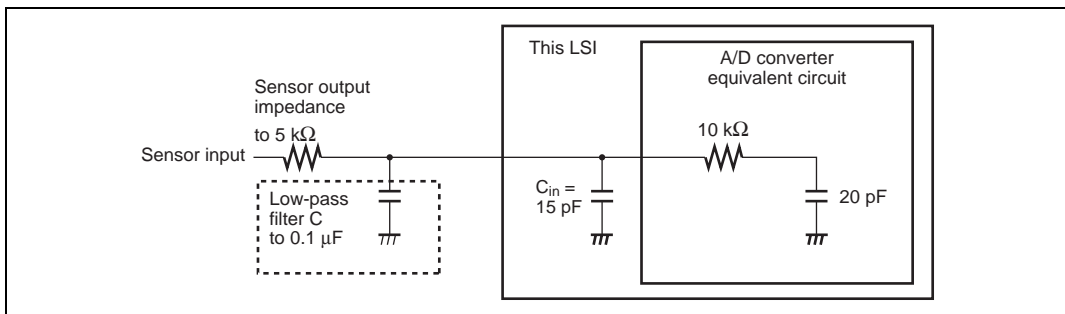 This LSI
A/D converter
equivalent circuit
Sensor output
impedance
to 5 kΩ
10 kΩ
Sensor input
Low-pass
filter C
to 0.1 μF
Cin =
15 pF
20 pF